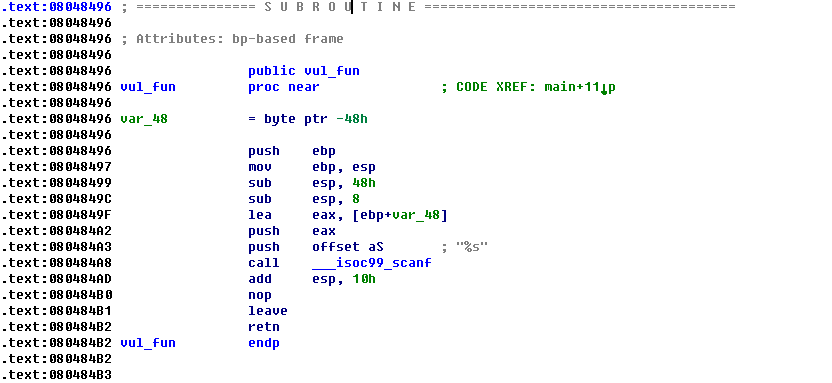 .text:08048496 ; =============== S U B R O U T I N E =======================================
.text:08048496
.text:08048496 ; Attributes: bp-based frame
.text:08048496
.text:08048496                 public vul_fun
.text:08048496 vul_fun         proc near               ; CODE XREF: main+11↓p
.text:08048496
.text:08048496 var_48          = byte ptr -48h
.text:08048496
.text:08048496                 push    ebp
.text:08048497                 mov     ebp, esp
.text:08048499                 sub     esp, 48h
.text:0804849C                 sub     esp, 8
.text:0804849F                 lea     eax, [ebp+var_48]
.text:080484A2                 push    eax
.text:080484A3                 push    offset aS       ; "%s"
.text:080484A8                 call    ___isoc99_scanf
.text:080484AD                 add     esp, 10h
.text:080484B0                 nop
.text:080484B1                 leave
.text:080484B2                 retn
.text:080484B2 vul_fun         endp
.text:080484B2
.text:080484B3